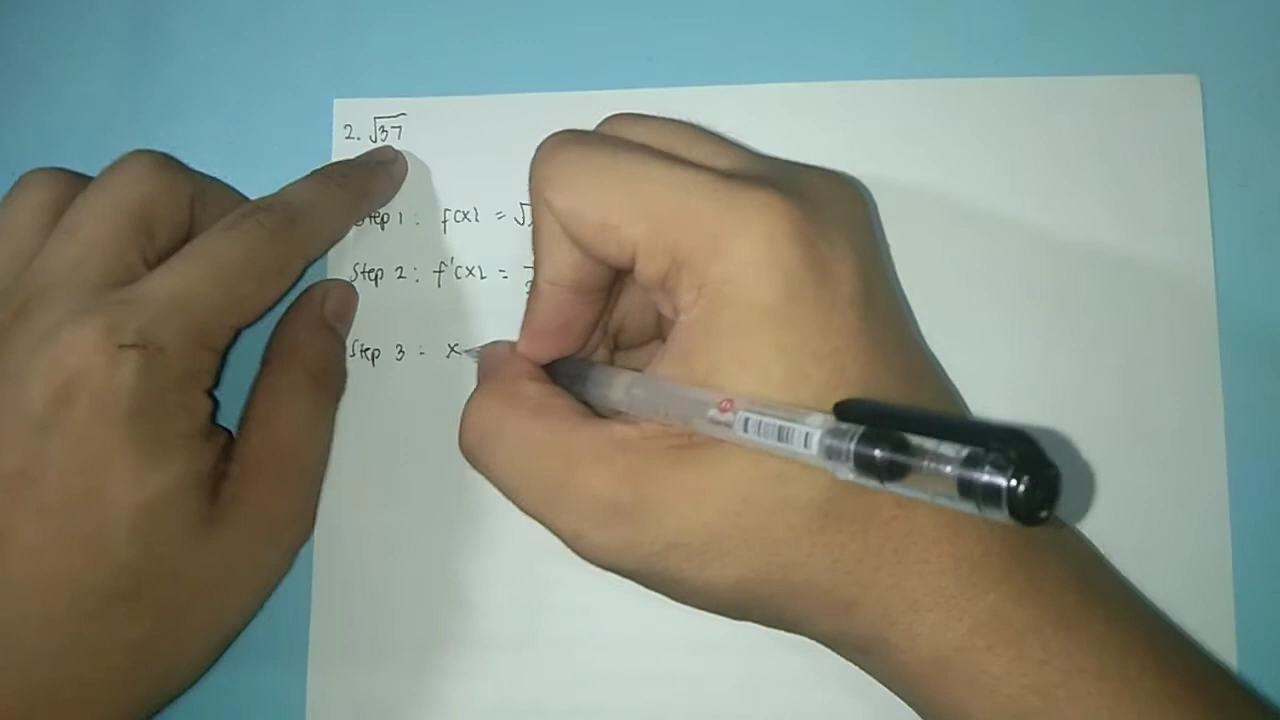 2. √37
Step 1: f(x) = √
Step 2: f'(x) =
Step 3 = x